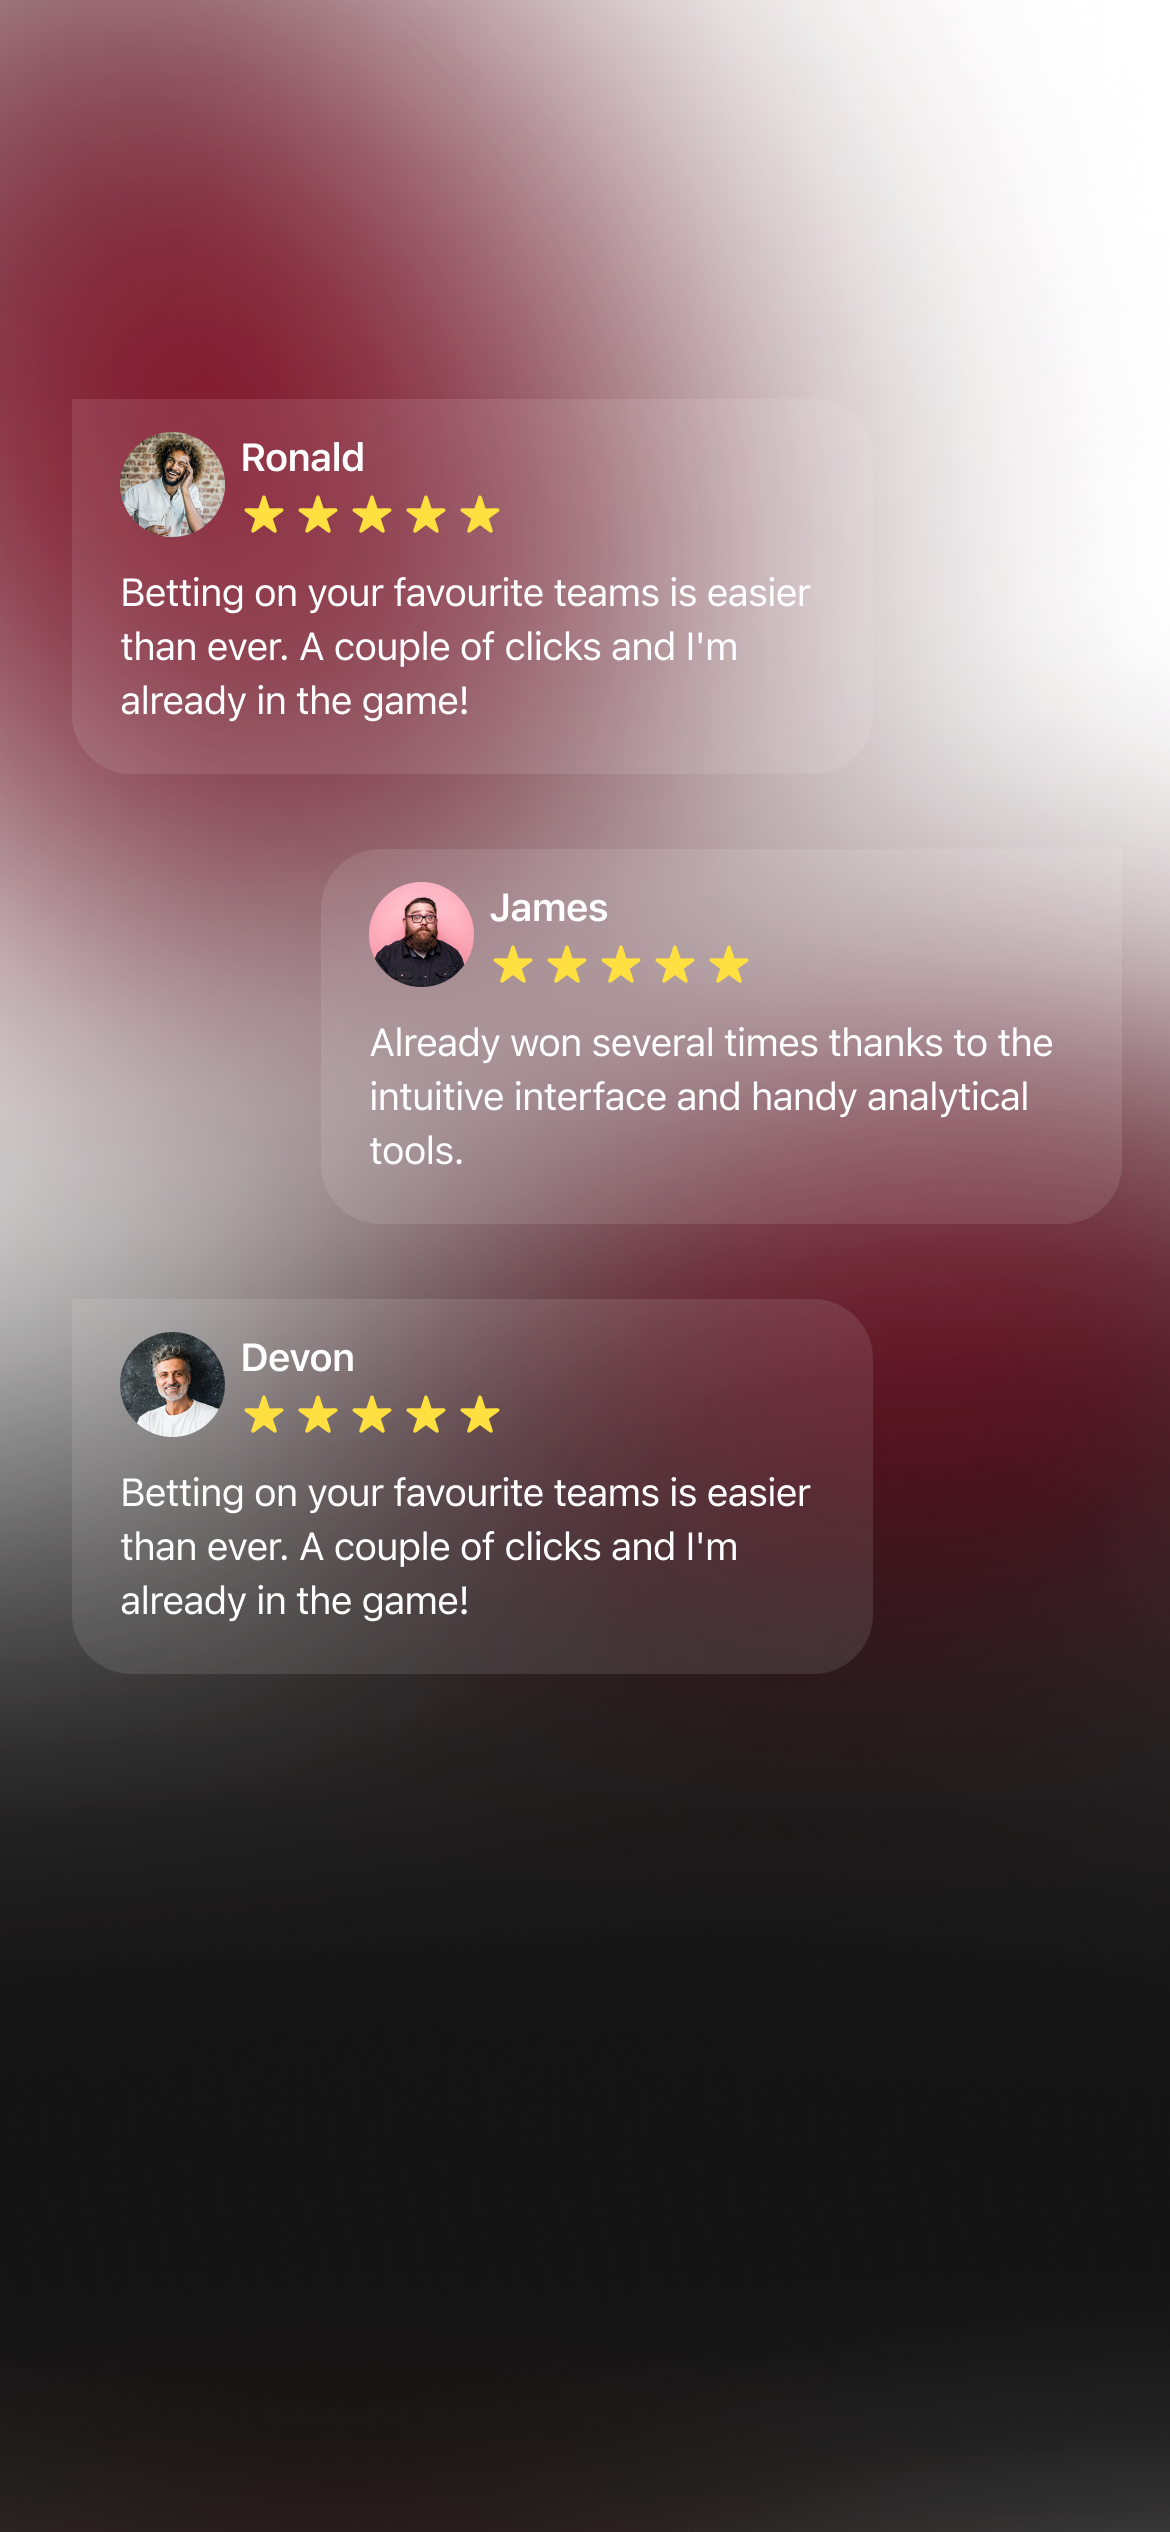 Ronald
Betting on your favourite teams is easier
than ever. A couple of clicks and I'm
already in the game!
James
Already won several times thanks to the
intuitive interface and handy analytical
tools.
Devon
Betting on your favourite teams is easier
than ever. A couple of clicks and I'm
already in the game!